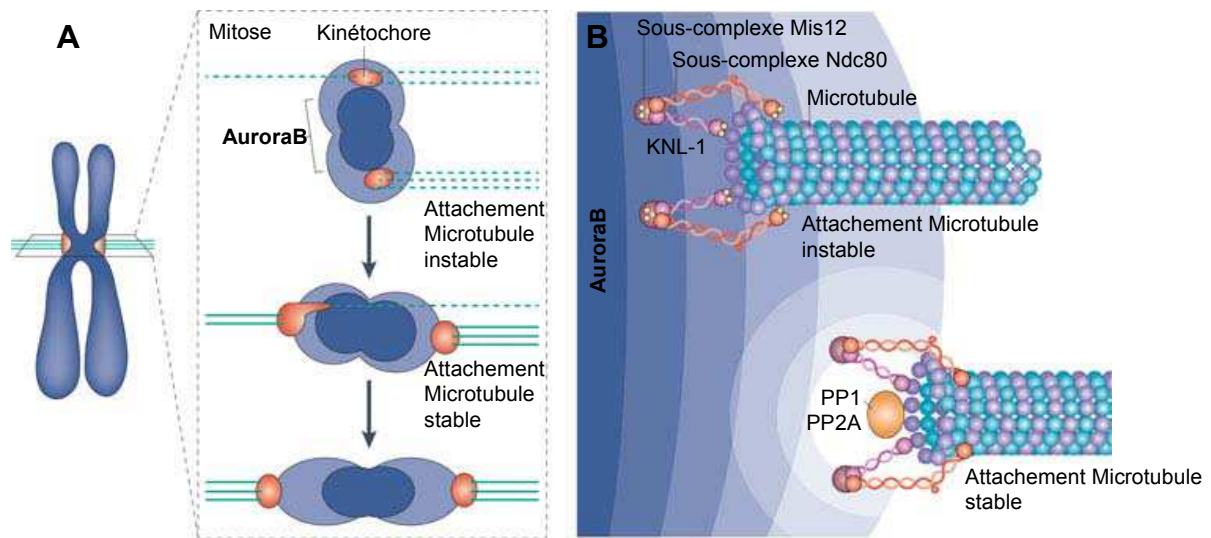 A
Mitose
Kinétochore
AuroraB
Attachement
Microtubule
instable
Attachement
Microtubule
stable
B
Sous-complexe Mis12
Sous-complexe Ndc80
Microtubule
KNL-1
Attachement Microtubule
instable
AuroraB
PP1
PP2A
Attachement Microtubule
stable